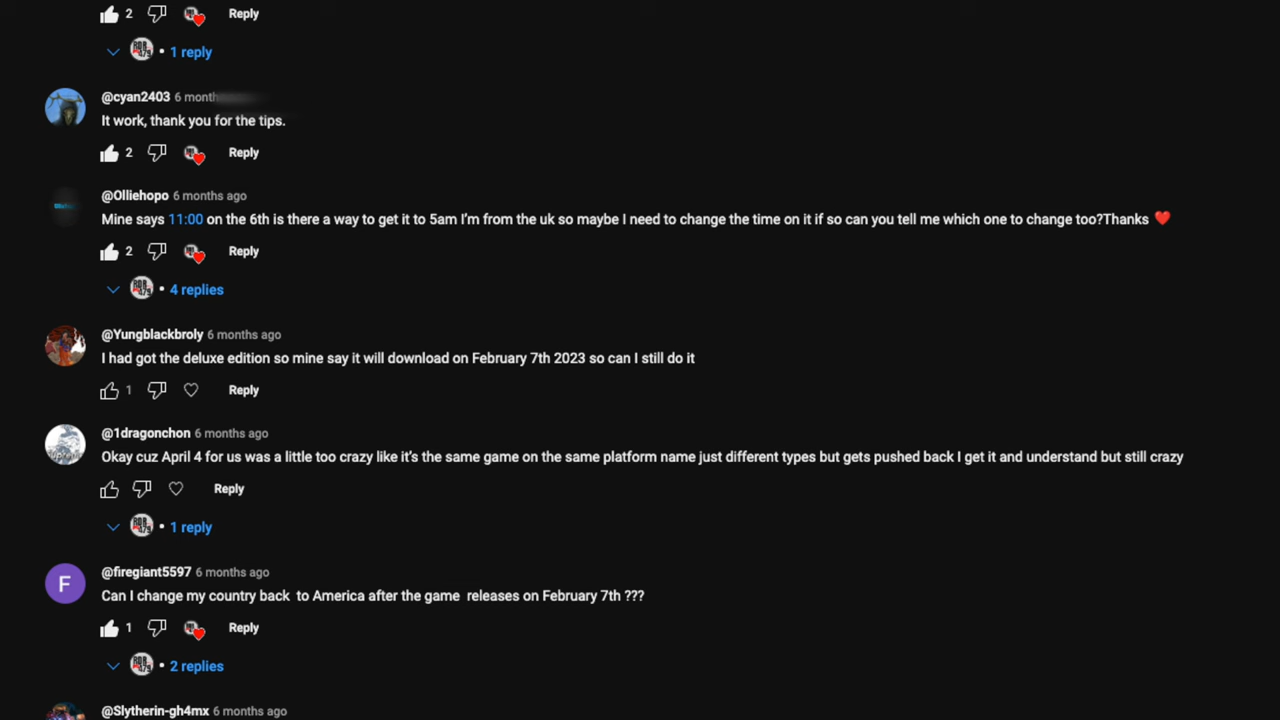 2 Reply
1 reply
@cyan2403 6 month
It work, thank you for the tips.
2 Reply
@Olliehopo 6 months ago
Mine says 11:00 on the 6th is there a way to get it to 5am I'm from the uk so maybe I need to change the time on it if so can you tell me which one to change too?Thanks ❤️
2 Reply
4 replies
@Yungblackbroly 6 months ago
I had got the deluxe edition so mine say it will download on February 7th 2023 so can I still do it
1 Reply
@1dragonchon 6 months ago
Okay cuz April 4 for us was a little too crazy like it's the same game on the same platform name just different types but gets pushed back I get it and understand but still crazy
Reply
1 reply
F
@firegiant5597 6 months ago
Can I change my country back to America after the game releases on February 7th ???
1 Reply
2 replies
@Slytherin-gh4mx 6 months ago